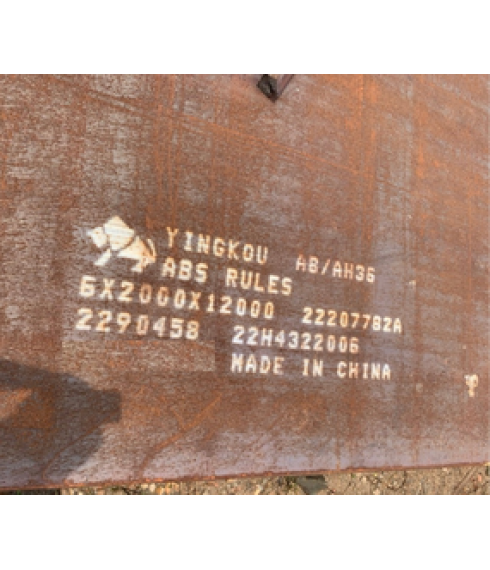 YINGKOU AB/AH36
ABS RULES
6X2000X12000 22207782A
2290458 22H4322006
MADE IN CHINA